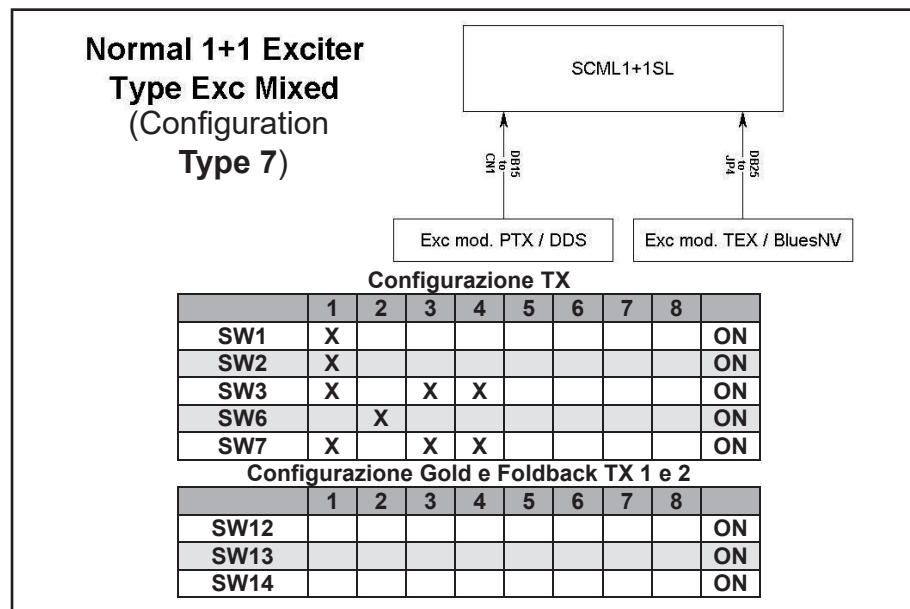 Normal 1+1 Exciter
Type Exc Mixed
(Configuration
Type 7)
SCML1+1SL
DB15
to
CN1
DB25
to
JP4
Exc mod. PTX / DDS
Exc mod. TEX / BluesNV
Configurazione TX
1 2 3 4 5 6 7 8
SW1 X ON
SW2 X ON
SW3 X X X ON
SW6 X ON
SW7 X X X ON
Configurazione Gold e Foldback TX 1 e 2
1 2 3 4 5 6 7 8
SW12 ON
SW13 ON
SW14 ON